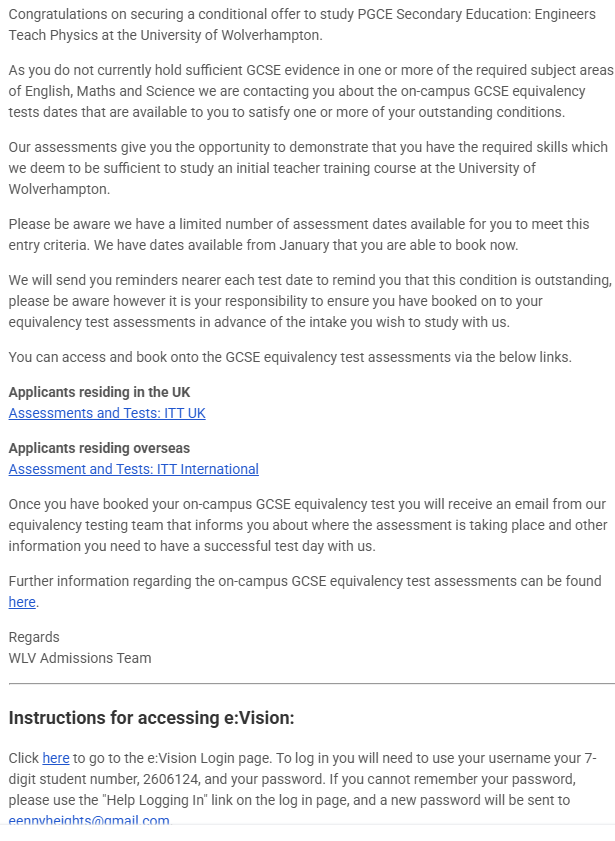 Congratulations on securing a conditional offer to study PGCE Secondary Education: Engineers
Teach Physics at the University of Wolverhampton.
As you do not currently hold sufficient GCSE evidence in one or more of the required subject areas
of English, Maths and Science we are contacting you about the on-campus GCSE equivalency
tests dates that are available to you to satisfy one or more of your outstanding conditions.
Our assessments give you the opportunity to demonstrate that you have the required skills which
we deem to be sufficient to study an initial teacher training course at the University of
Wolverhampton.
Please be aware we have a limited number of assessment dates available for you to meet this
entry criteria. We have dates available from January that you are able to book now.
We will send you reminders nearer each test date to remind you that this condition is outstanding,
please be aware however it is your responsibility to ensure you have booked on to your
equivalency test assessments in advance of the intake you wish to study with us.
You can access and book onto the GCSE equivalency test assessments via the below links.
Applicants residing in the UK
Assessments and Tests: ITT UK
Applicants residing overseas
Assessment and Tests: ITT International
Once you have booked your on-campus GCSE equivalency test you will receive an email from our
equivalency testing team that informs you about where the assessment is taking place and other
information you need to have a successful test day with us.
Further information regarding the on-campus GCSE equivalency test assessments can be found
here.
Regards
WLV Admissions Team
Instructions for accessing e:Vision:
Click here to go to the e:Vision Login page. To log in you will need to use your username your 7-
digit student number, 2606124, and your password. If you cannot remember your password,
please use the "Help Logging In" link on the log in page, and a new password will be sent to
eennyheights@gmail.com.